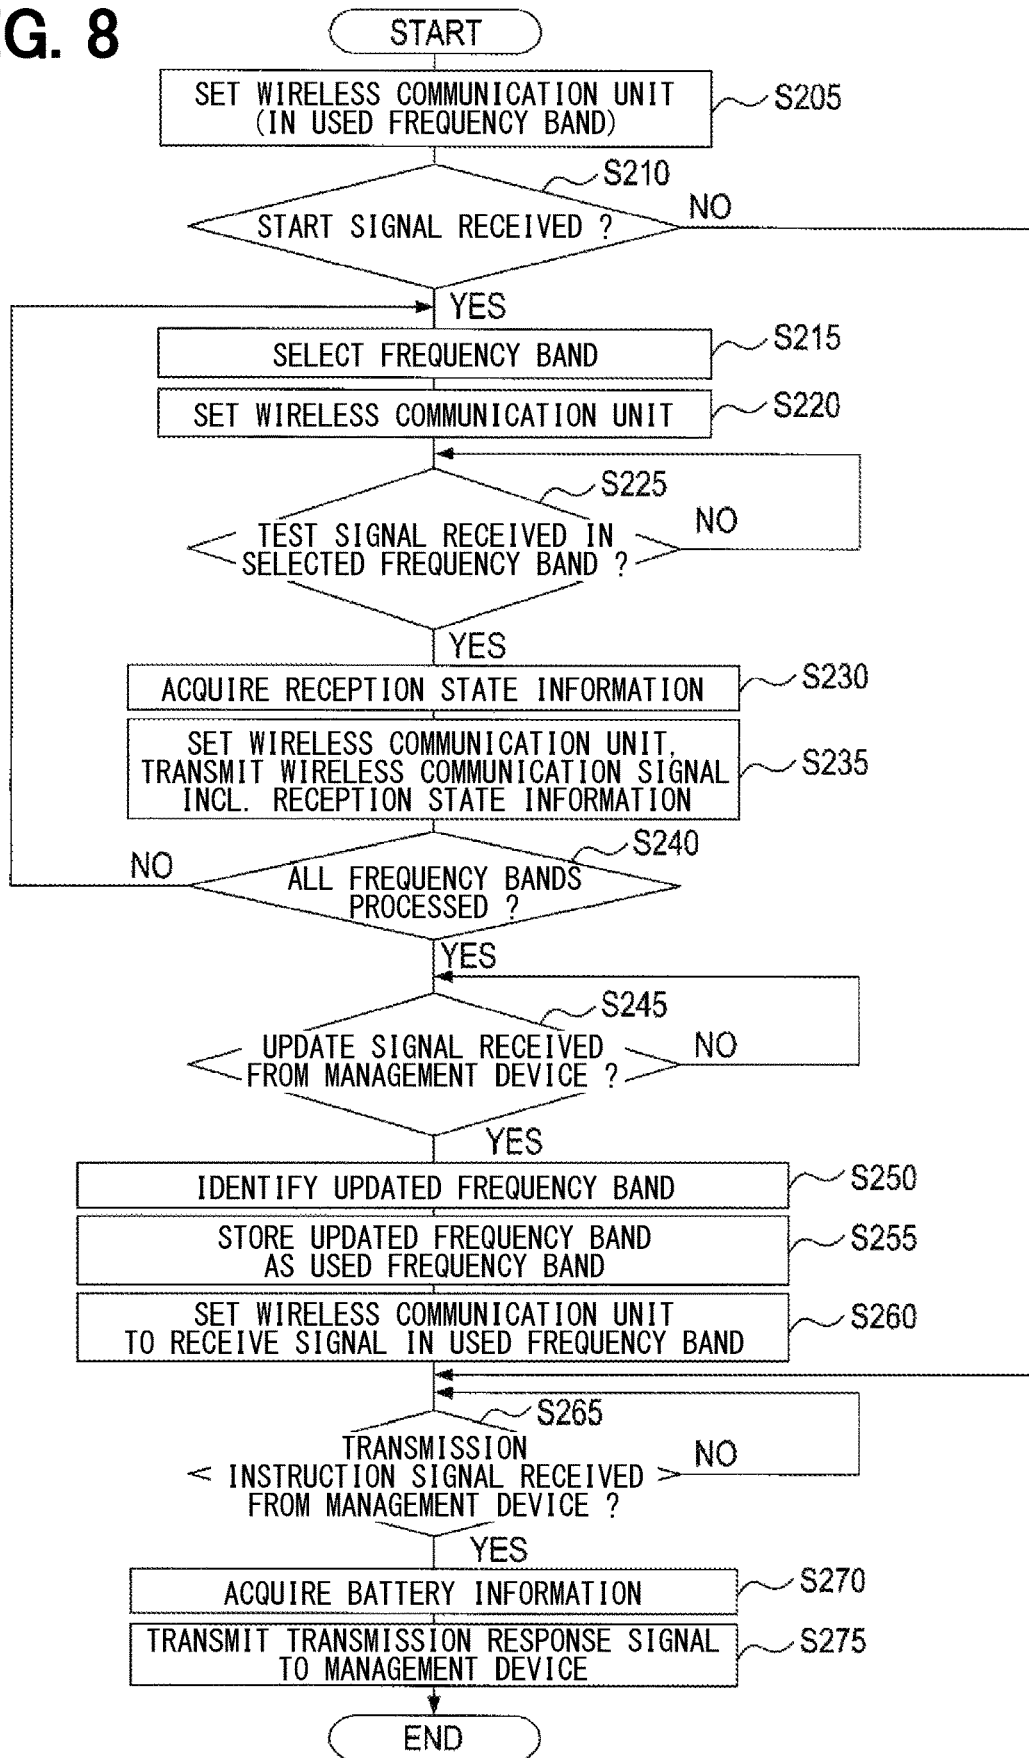 G. 8
START
SET WIRELESS COMMUNICATION UNIT
(IN USED FREQUENCY BAND)
S205
S210
START SIGNAL RECEIVED ?
NO
YES
SELECT FREQUENCY BAND
S215
SET WIRELESS COMMUNICATION UNIT
S220
S225
TEST SIGNAL RECEIVED IN
SELECTED FREQUENCY BAND ?
NO
YES
ACQUIRE RECEPTION STATE INFORMATION
S230
SET WIRELESS COMMUNICATION UNIT,
TRANSMIT WIRELESS COMMUNICATION SIGNAL
INCL. RECEPTION STATE INFORMATION
S235
S240
NO
ALL FREQUENCY BANDS
PROCESSED ?
YES
S245
UPDATE SIGNAL RECEIVED
FROM MANAGEMENT DEVICE ?
NO
YES
IDENTIFY UPDATED FREQUENCY BAND
S250
STORE UPDATED FREQUENCY BAND
AS USED FREQUENCY BAND
S255
SET WIRELESS COMMUNICATION UNIT
TO RECEIVE SIGNAL IN USED FREQUENCY BAND
S260
S265
TRANSMISSION
INSTRUCTION SIGNAL RECEIVED
FROM MANAGEMENT DEVICE ?
NO
YES
ACQUIRE BATTERY INFORMATION
S270
TRANSMIT TRANSMISSION RESPONSE SIGNAL
TO MANAGEMENT DEVICE
S275
END